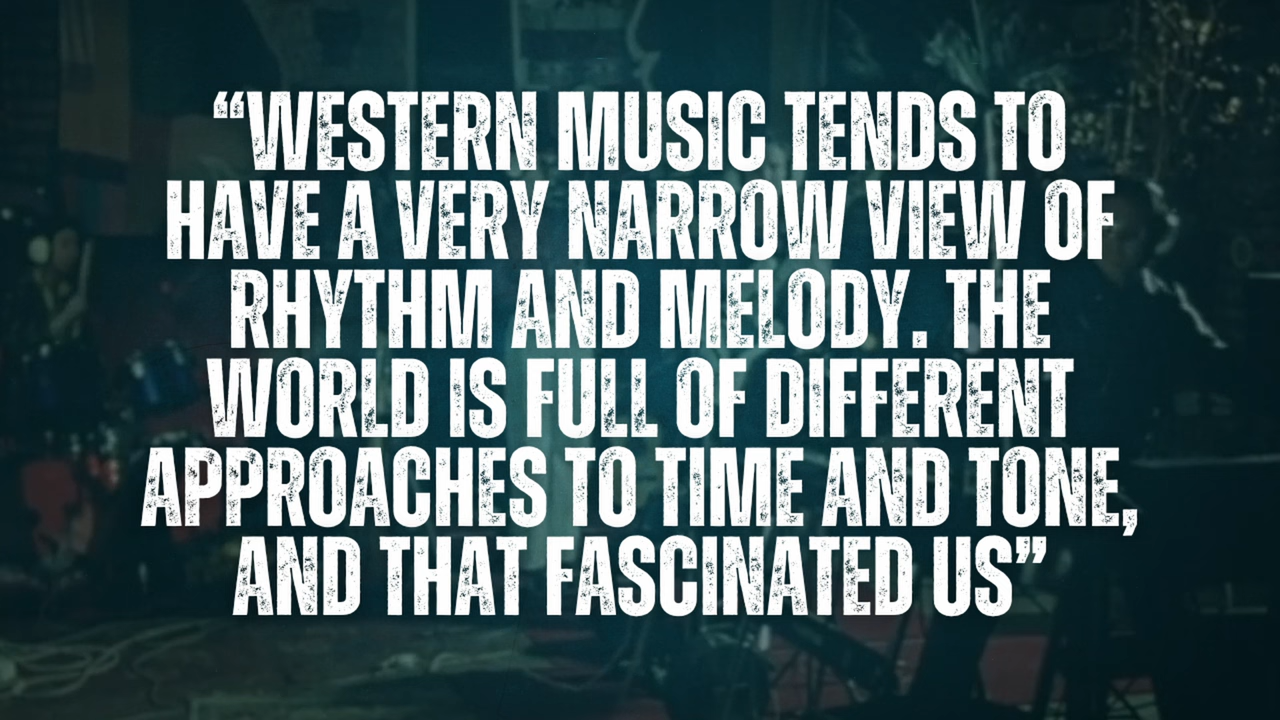 “WESTERN MUSIC TENDS TO
HAVE A VERY NARROW VIEW OF
RHYTHM AND MELODY. THE
WORLD IS FULL OF DIFFERENT
APPROACHES TO TIME AND TONE,
AND THAT FASCINATED US”